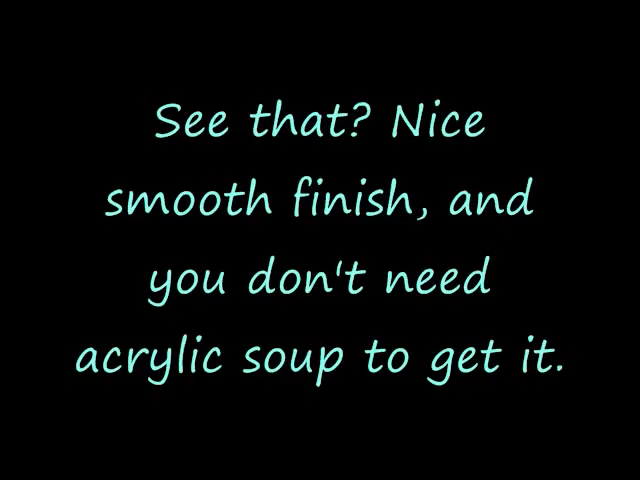 See that? Nice
smooth finish, and
you don't need
acrylic soup to get it.